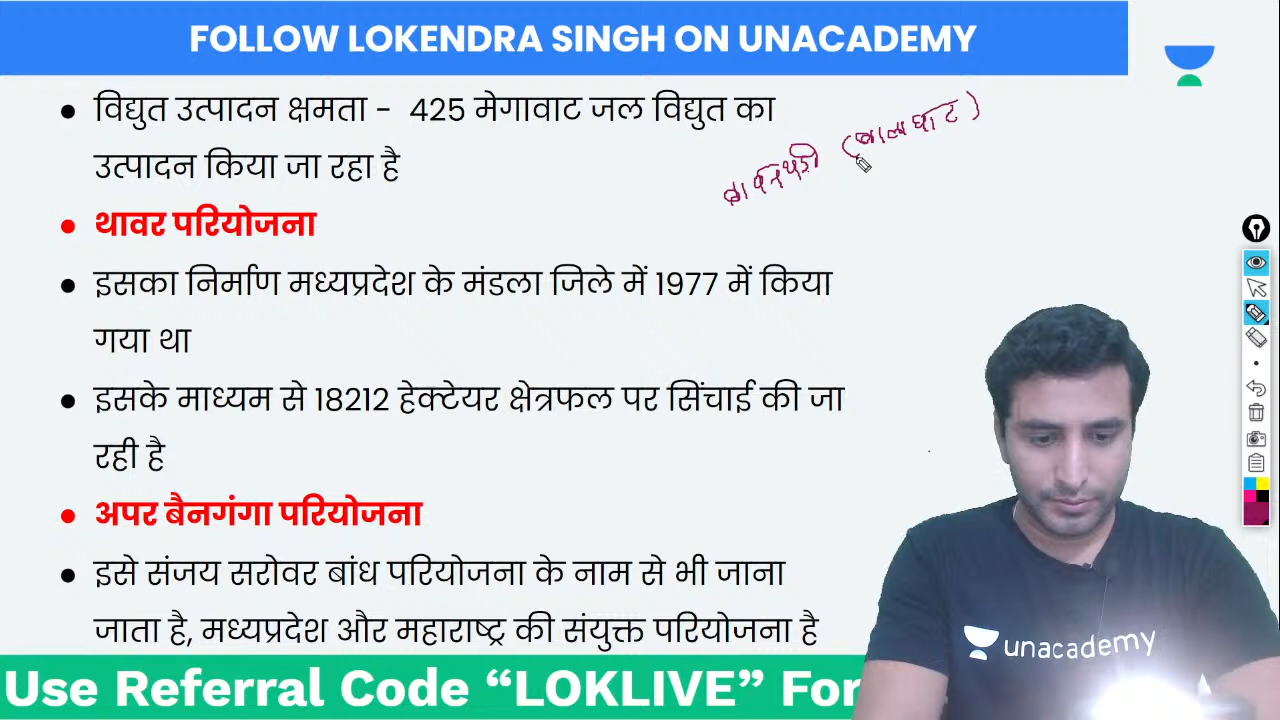 FOLLOW LOKENDRA SINGH ON UNACADEMY
विद्युत उत्पादन क्षमता - 425 मेगावाट जल विद्युत का
उत्पादन किया जा रहा है
(बालाघाट)
थावर परियोजना
इसका निर्माण मध्यप्रदेश के मंडला जिले में 1977 में किया
गया था
इसके माध्यम से 18212 हेक्टेयर क्षेत्रफल पर सिंचाई की जा
रही है
अपर बैनगंगा परियोजना
इसे संजय सरोवर बांध परियोजना के नाम से भी जाना
जाता है, मध्यप्रदेश और महाराष्ट्र की संयुक्त परियोजना है
unacademy
Use Referral Code “LOKLIVE” For